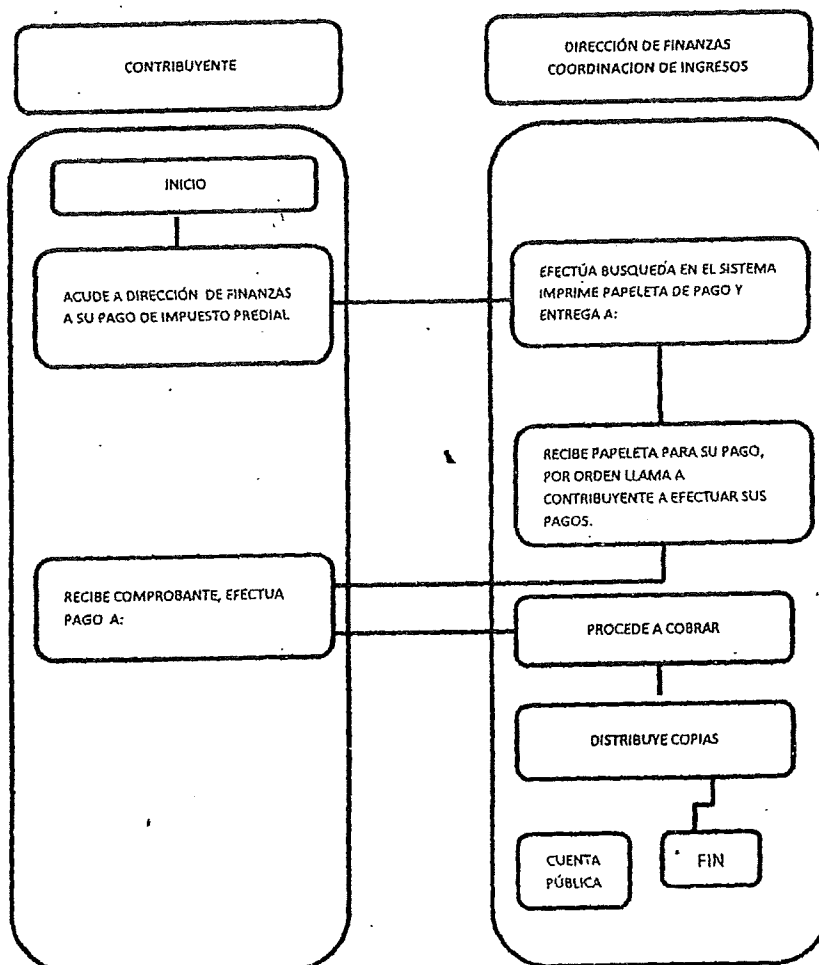 CONTRIBUYENTE
DIRECCIÓN DE FINANZAS
COORDINACION DE INGRESOS
INICIO
ACUDE A DIRECCIÓN DE FINANZAS
A SU PAGO DE IMPUESTO PREDIAL
EFECTÚA BUSQUEDA EN EL SISTEMA
IMPRIME PAPELETA DE PAGO Y
ENTREGA A:
RECIBE PAPELETA PARA SU PAGO,
POR ORDEN LLAMA A
CONTRIBUYENTE A EFECTUAR SUS
PAGOS.
RECIBE COMPROBANTE, EFECTUA
PAGO A:
PROCEDE A COBRAR
DISTRIBUYE COPIAS
CUENTA
PÚBLICA
FIN